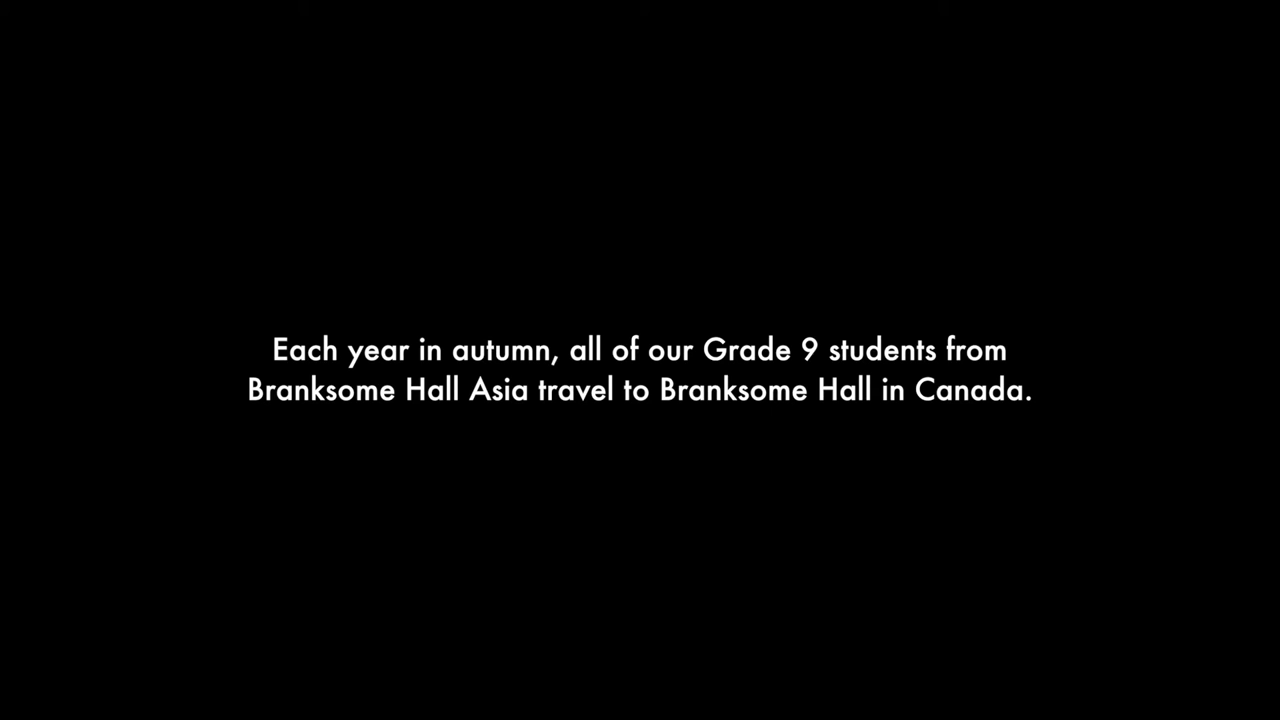 Each year in autumn, all of our Grade 9 students from
Branksome Hall Asia travel to Branksome Hall in Canada.